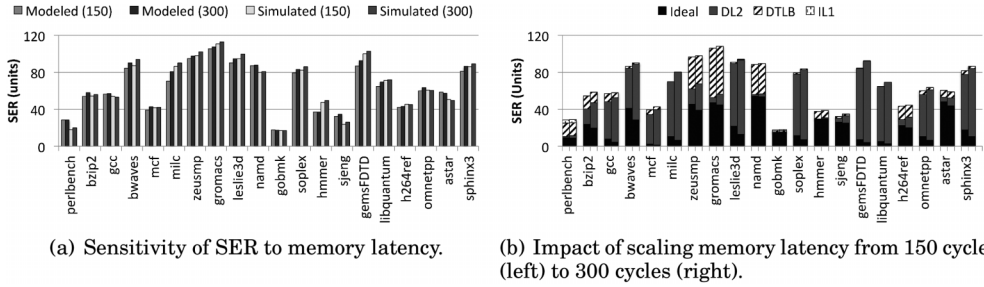 Modeled (150) Modeled (300) Simulated (150) Simulated (300)
SER (Units)
120
80
40
0
perlbench
bzip2
gcc
bwaves
mcf
milc
zeusmp
gromacs
leslie3d
namd
gobmk
soplex
hmmer
sjeng
gemsFDTD
libquantum
h264ref
omnetpp
astar
sphinx3
(a) Sensitivity of SER to memory latency.
Ideal DL2 DTLB IL1
SER (Units)
120
80
40
0
perlbench
bzip2
gcc
bwaves
mcf
milc
zeusmp
gromacs
leslie3d
namd
gobmk
soplex
hmmer
sjeng
gemsFDTD
libquantum
h264ref
omnetpp
astar
sphinx3
(b) Impact of scaling memory latency from 150 cycle
(left) to 300 cycles (right).